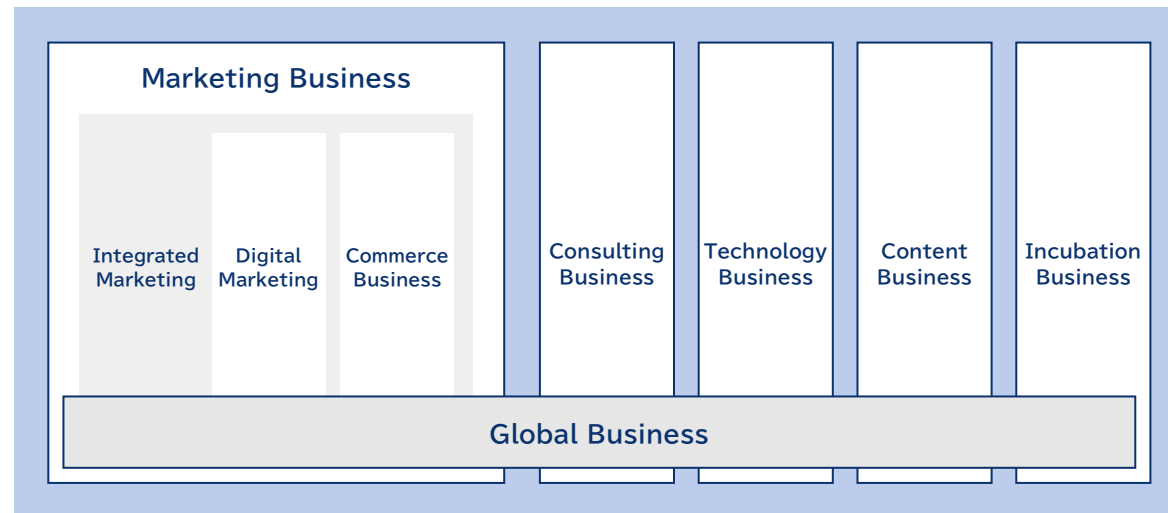 Marketing Business
Integrated
Marketing
Digital
Marketing
Commerce
Business
Consulting
Business
Technology
Business
Content
Business
Incubation
Business
Global Business